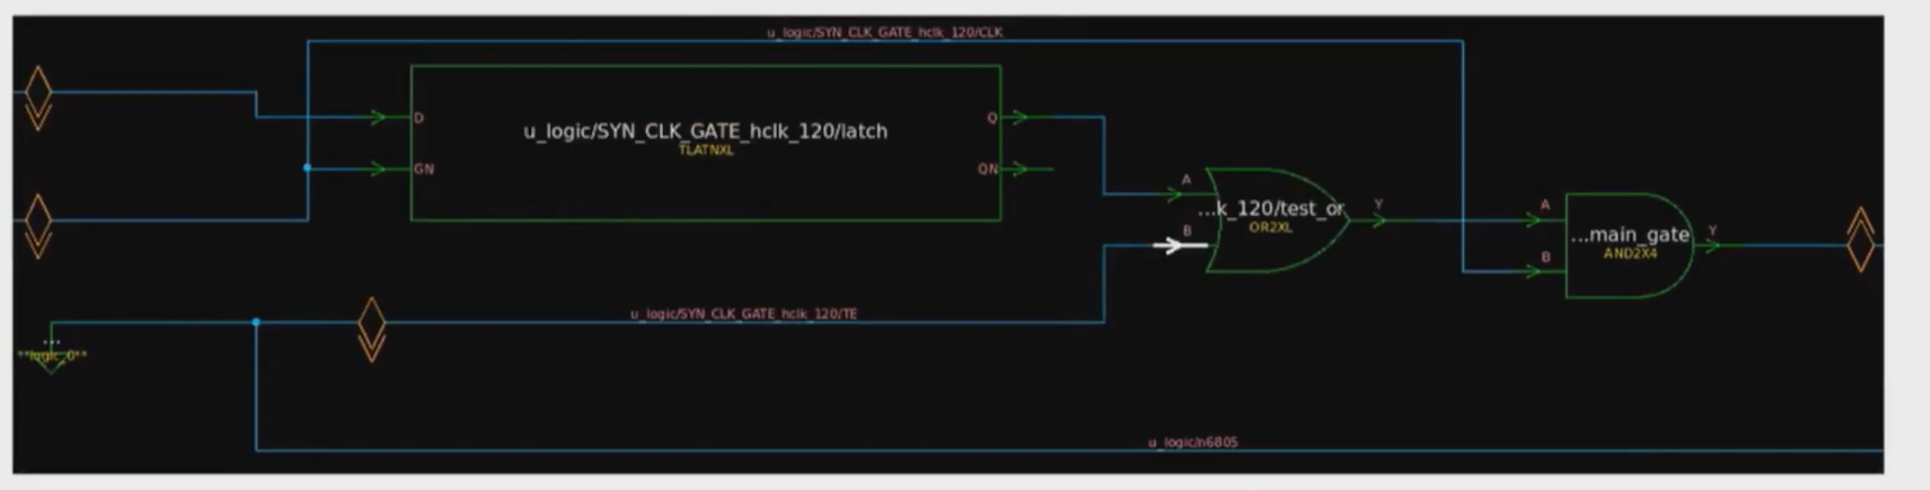 u_logic/SYN_CLK_GATE_hclk_120/CLK
D
GN
u_logic/SYN_CLK_GATE_hclk_120/latch
TLATNXL
Q
QN
A
B
...k_120/test_or
OR2XL
Y
A
B
...main_gate
AND2X4
Y
u_logic/SYN_CLK_GATE_hclk_120/TE
...
**logic_0**
u_logic/n6805